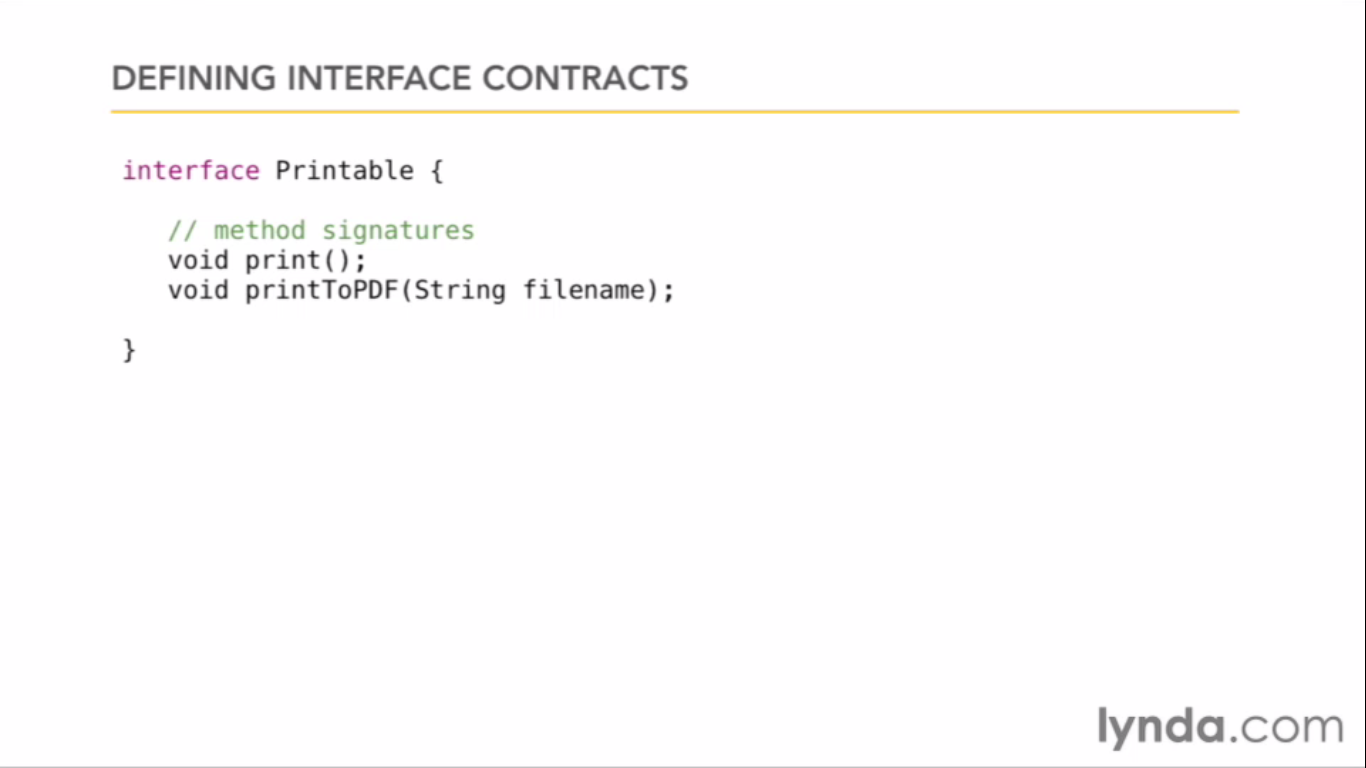 DEFINING INTERFACE CONTRACTS
interface Printable {
// method signatures
void print();
void printToPDF(String filename);
}
lynda.com